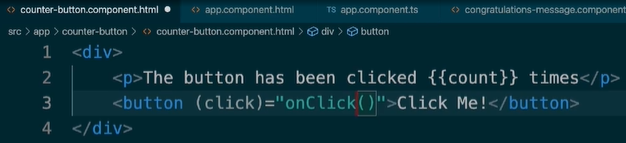 counter-button.component.html ● <> app.component.html TS app.component.ts <> congratulations-message.component
src > app > counter-button > <> counter-button.component.html > div > button
1 <div>
2 <p>The button has been clicked {{count}} times</p>
3 <button (click)="onClick()">Click Me!</button>
4 </div>